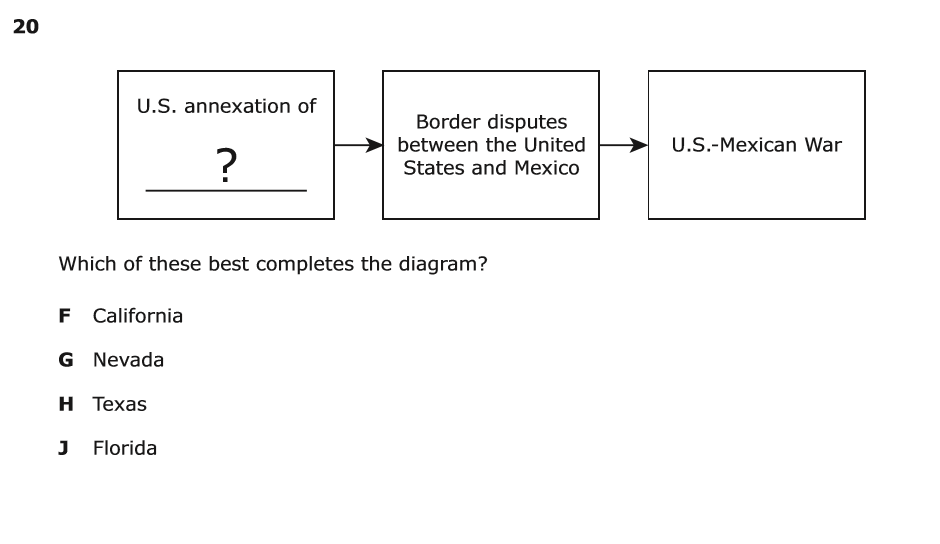 20
U.S. annexation of
?
Border disputes
between the United
States and Mexico
U.S.-Mexican War
Which of these best completes the diagram?
F California
G Nevada
H Texas
J Florida